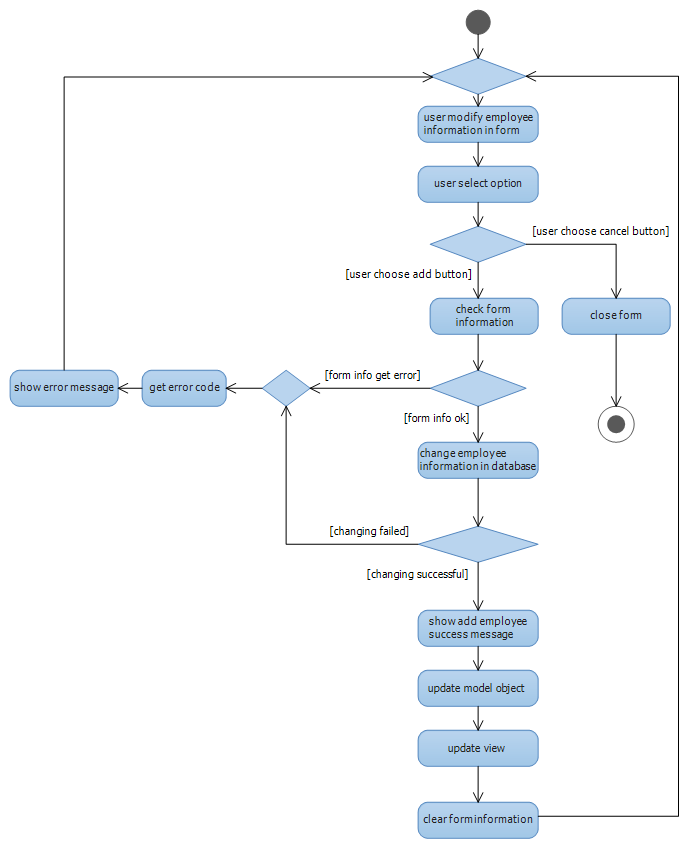 user modify employee
information in form
user select option
[user choose cancel button]
[user choose add button]
check form
information
close form
[form info get error]
show error message
get error code
[form info ok]
change employee
information in database
[changing failed]
[changing successful]
show add employee
success message
update model object
update view
clear form information